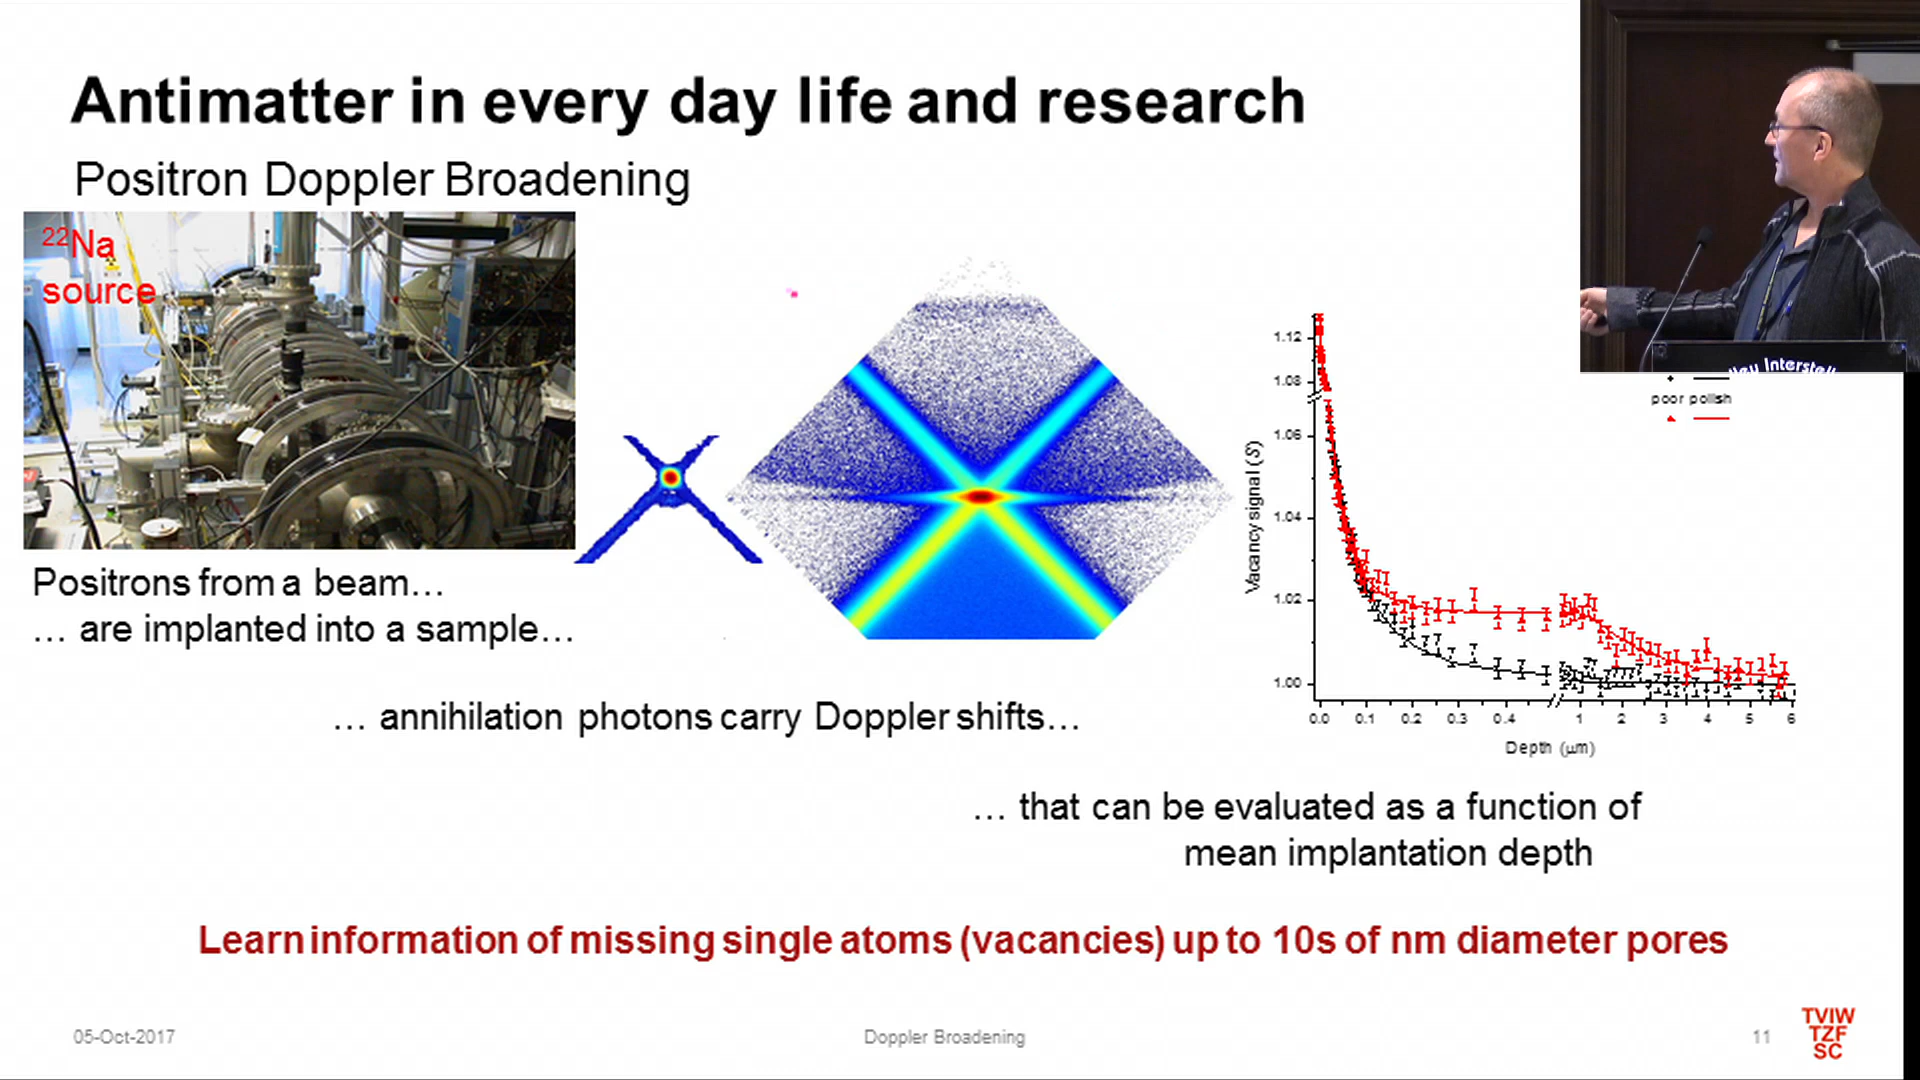 Antimatter in every day life and research
Positron Doppler Broadening
22Na
source
Positrons from a beam…
… are implanted into a sample…
… annihilation photons carry Doppler shifts…
… that can be evaluated as a function of
mean implantation depth
Learn information of missing single atoms (vacancies) up to 10s of nm diameter pores
Vacancy signal (S)
1.12
1.08
1.06
1.04
1.02
1.00
0.0 0.1 0.2 0.3 0.4 1 2 3 4 5 6
Depth (μm)
poor polish
lley Interstell
05-Oct-2017
Doppler Broadening
11
TVIW
TZF
SC